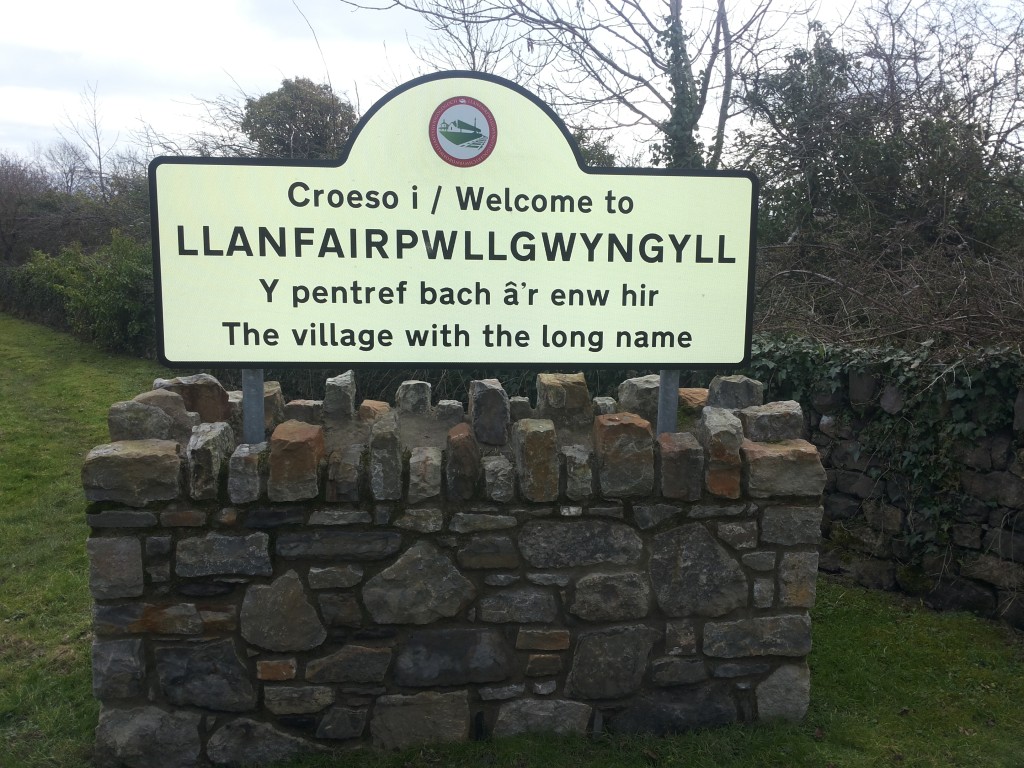 Croeso i / Welcome to
LLANFAIRPWLLGWYNGYLL
Y pentref bach â'r enw hir
The village with the long name